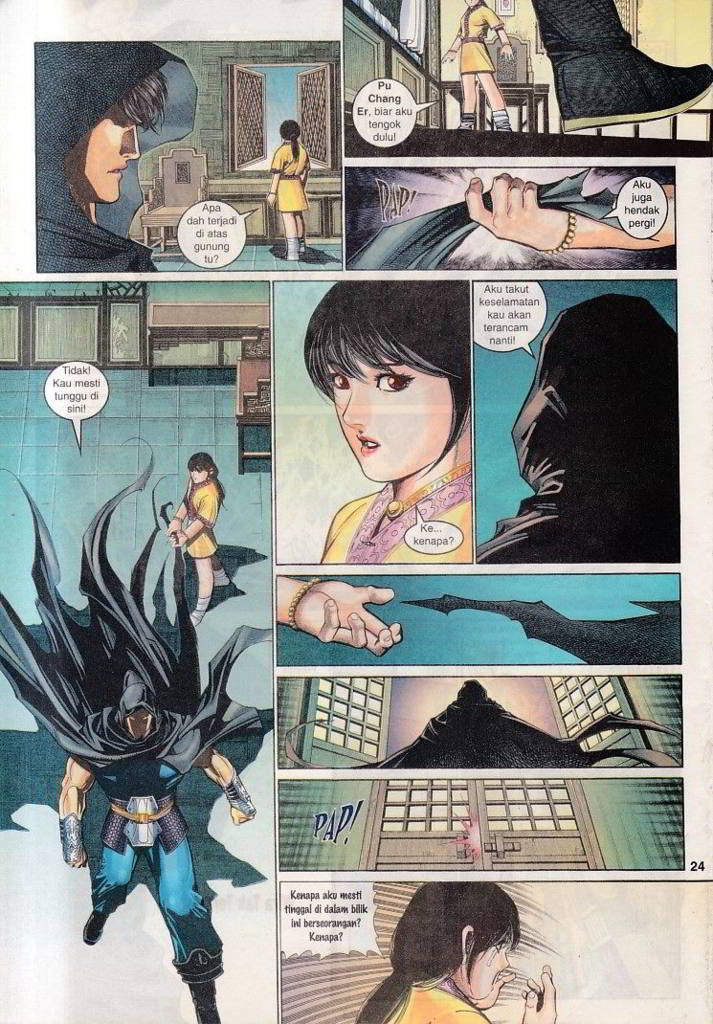 Apa
dah terjadi
di atas
gunung
tu?
Pu
Chang
Er, biar aku
tengok
dulu!
PAP!
Aku
juga
hendak
pergi!
Tidak!
Kau mesti
tunggu di
sini!
Ke...
kenapa?
Aku takut
keselamatan
kau akan
terancam
nanti!
PAP!
24
Kenapa aku mesti
tinggal di dalam bilik
ini berseorangan?
Kenapa?